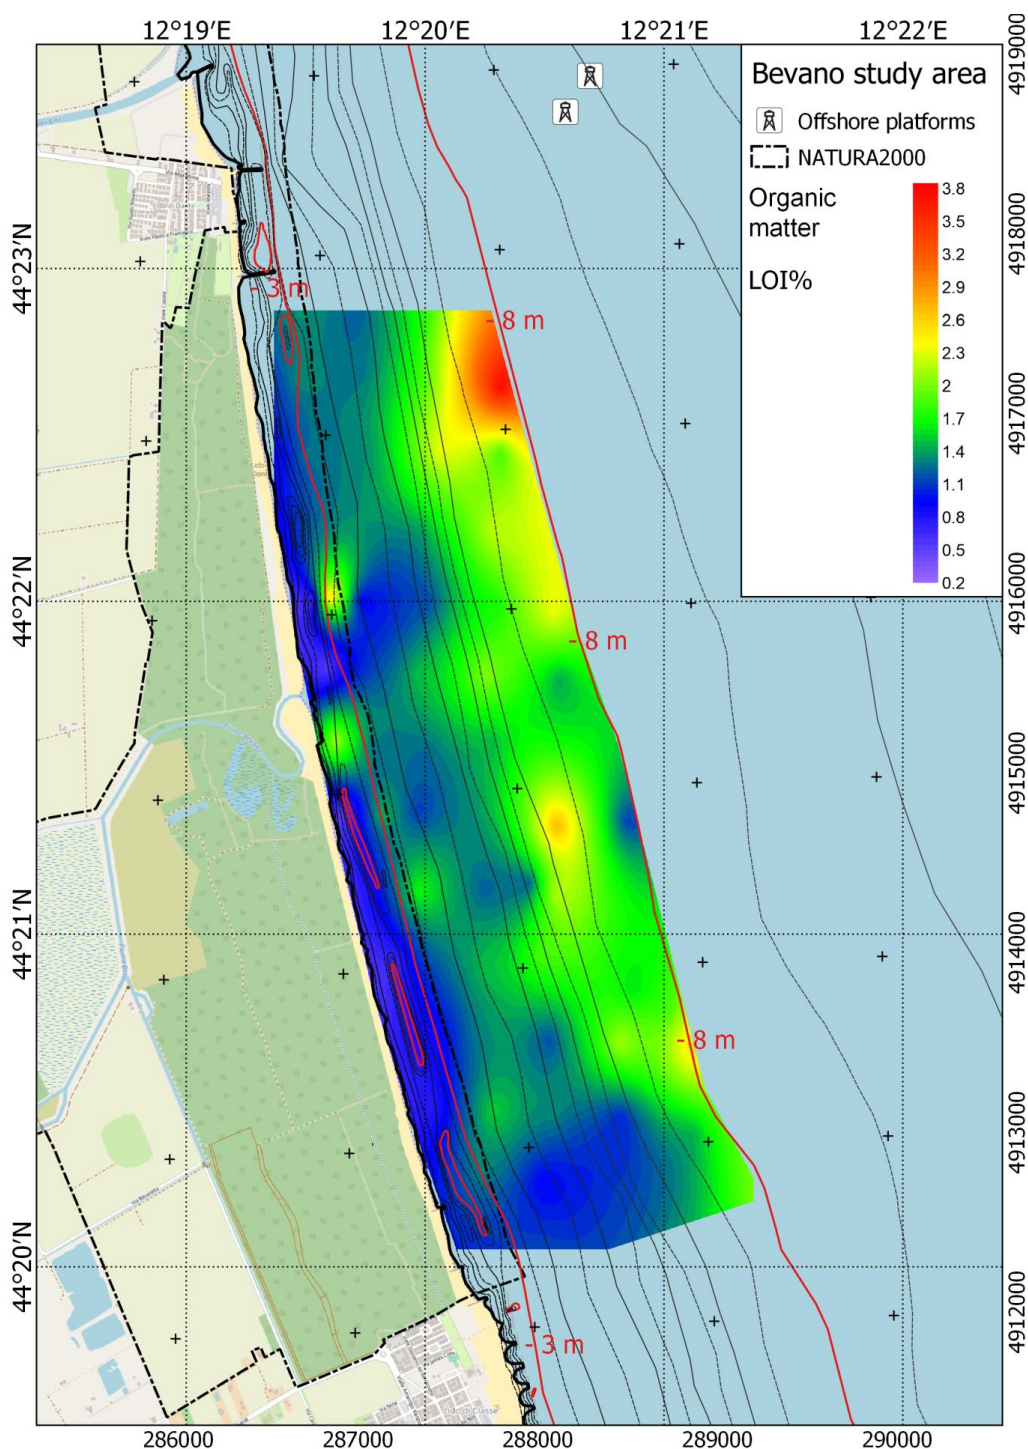 12°19′E 12°20′E 12°21′E 12°22′E
4919000
Bevano study area
Offshore platforms
NATURA2000
Organic
matter
LOI%
3.8
3.5
3.2
2.9
2.6
2.3
2
1.7
1.4
1.1
0.8
0.5
0.2
4918000
44°23′N
- 3 m
- 8 m
4917000
44°22′N
4916000
- 8 m
4915000
44°21′N
4914000
- 8 m
4913000
44°20′N
4912000
- 3 m
Lido di Classe
286000 287000 288000 289000 290000